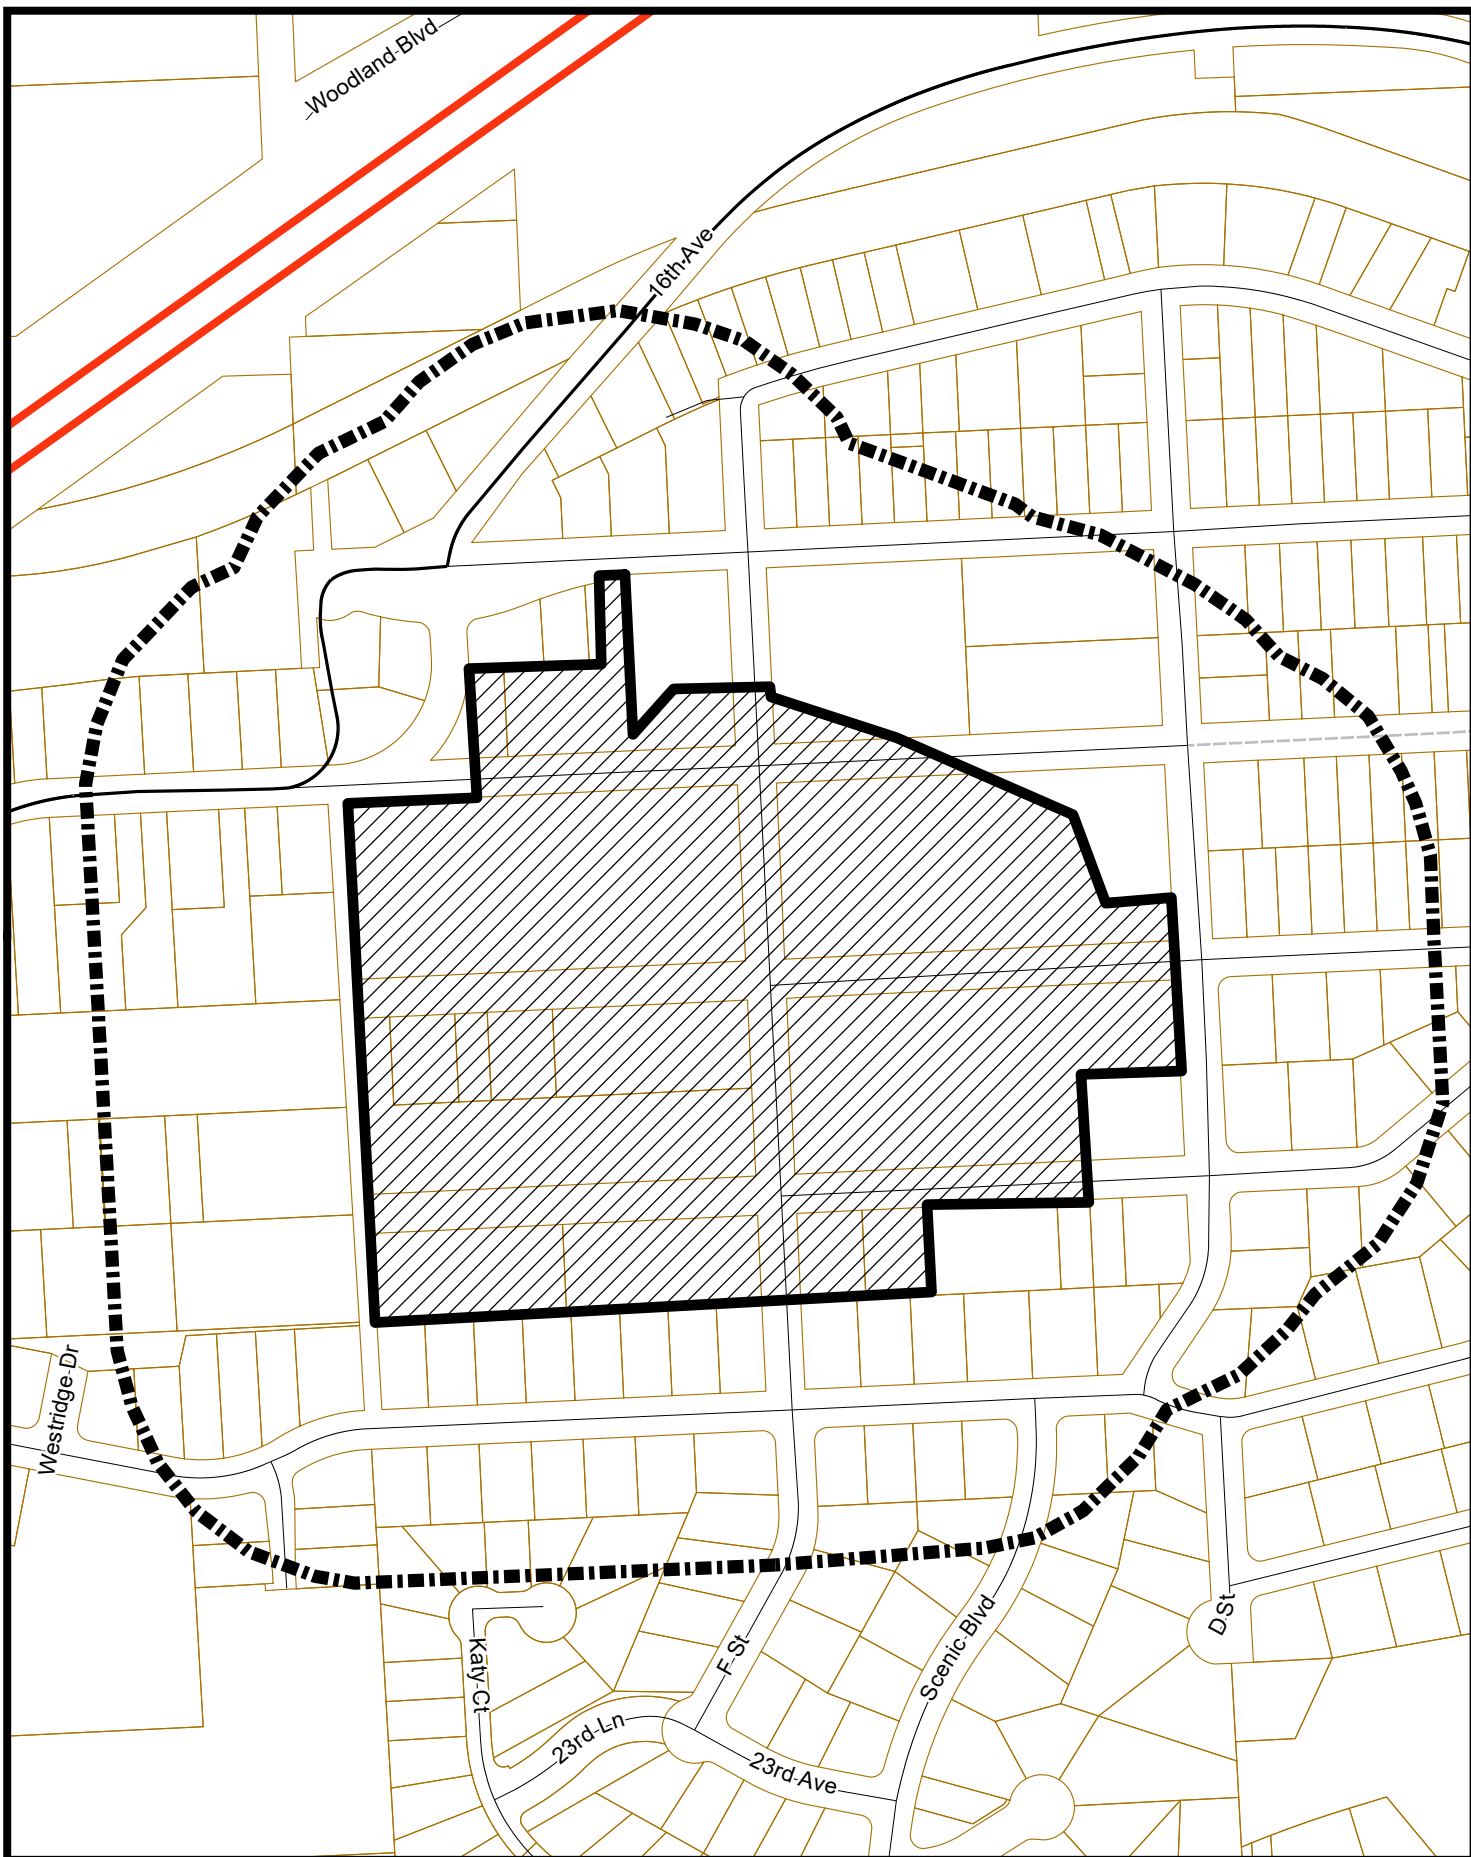 Woodland Blvd
16th Ave
Westridge Dr
D St
Scenic Blvd
F St
Katy Ct
23rd Ln
23rd Ave